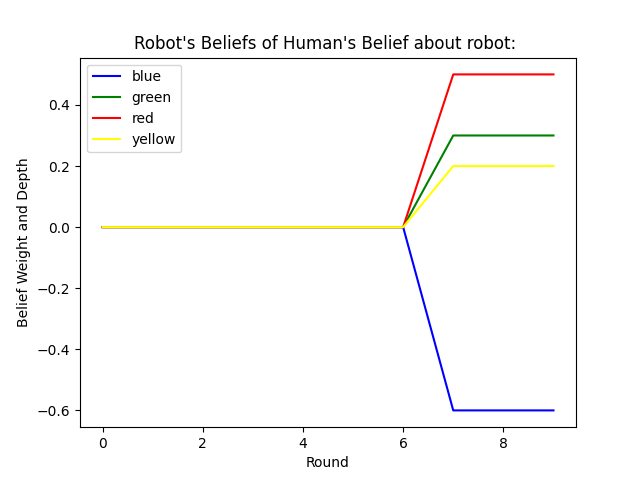 Robot's Beliefs of Human's Belief about robot:
blue
green
red
yellow
Belief Weight and Depth
0.4
0.2
0.0
−0.2
−0.4
−0.6
0 2 4 6 8
Round